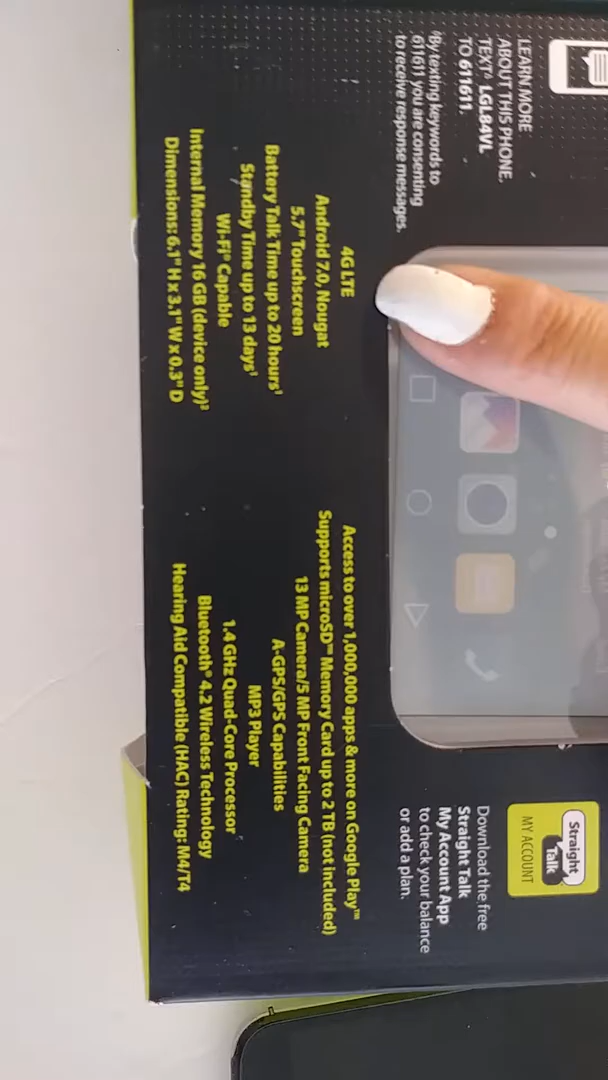 LEARN MORE
ABOUT THIS PHONE.
TEXT◊ LGL84VL
TO 611611.
◊By texting keywords to
611611 you are consenting
to receive response messages.
4G LTE
Android 7.0, Nougat
5.7" Touchscreen
Battery Talk Time up to 20 hours¹
Standby Time up to 13 days¹
Wi-Fi® Capable
Internal Memory 16 GB (device only)²
Dimensions: 6.1" H x 3.1" W x 0.3" D
Access to over 1,000,000 apps & more on Google Play™
Supports microSD™ Memory Card up to 2 TB (not included)
13 MP Camera/5 MP Front Facing Camera
A-GPS/GPS Capabilities
MP3 Player
1.4 GHz Quad-Core Processor
Bluetooth® 4.2 Wireless Technology
Hearing Aid Compatible (HAC) Rating: M4/T4
Straight
Talk
MY ACCOUNT
Download the free
Straight Talk
My Account App
to check your balance
or add a plan.